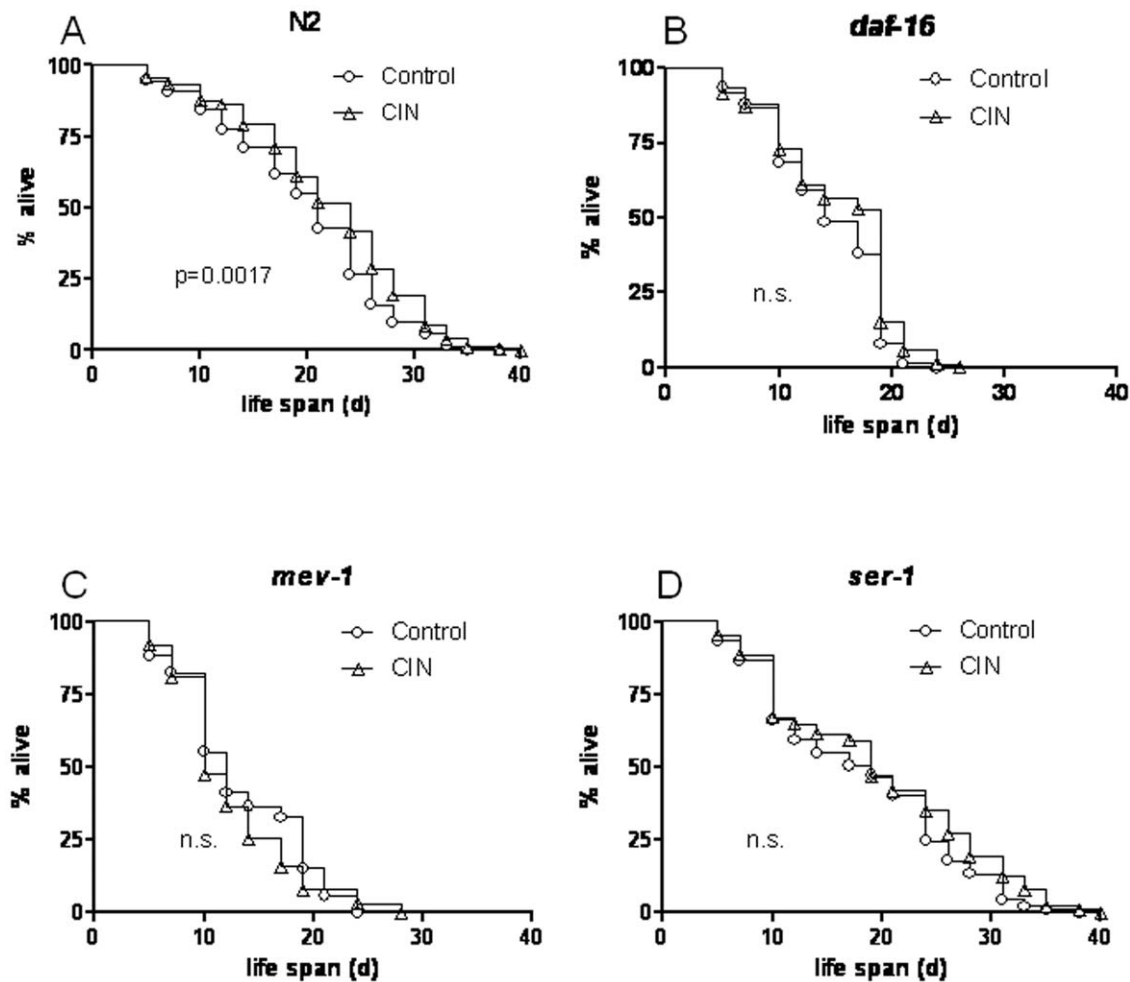 A
N2
Control
CIN
100
75
50
25
0
% alive
p=0.0017
0 10 20 30 40
life span (d)
B
daf-16
Control
CIN
100
75
50
25
0
% alive
n.s.
0 10 20 30 40
life span (d)
C
mev-1
Control
CIN
100
75
50
25
0
% alive
n.s.
0 10 20 30 40
life span (d)
D
ser-1
Control
CIN
100
75
50
25
0
% alive
n.s.
0 10 20 30 40
life span (d)